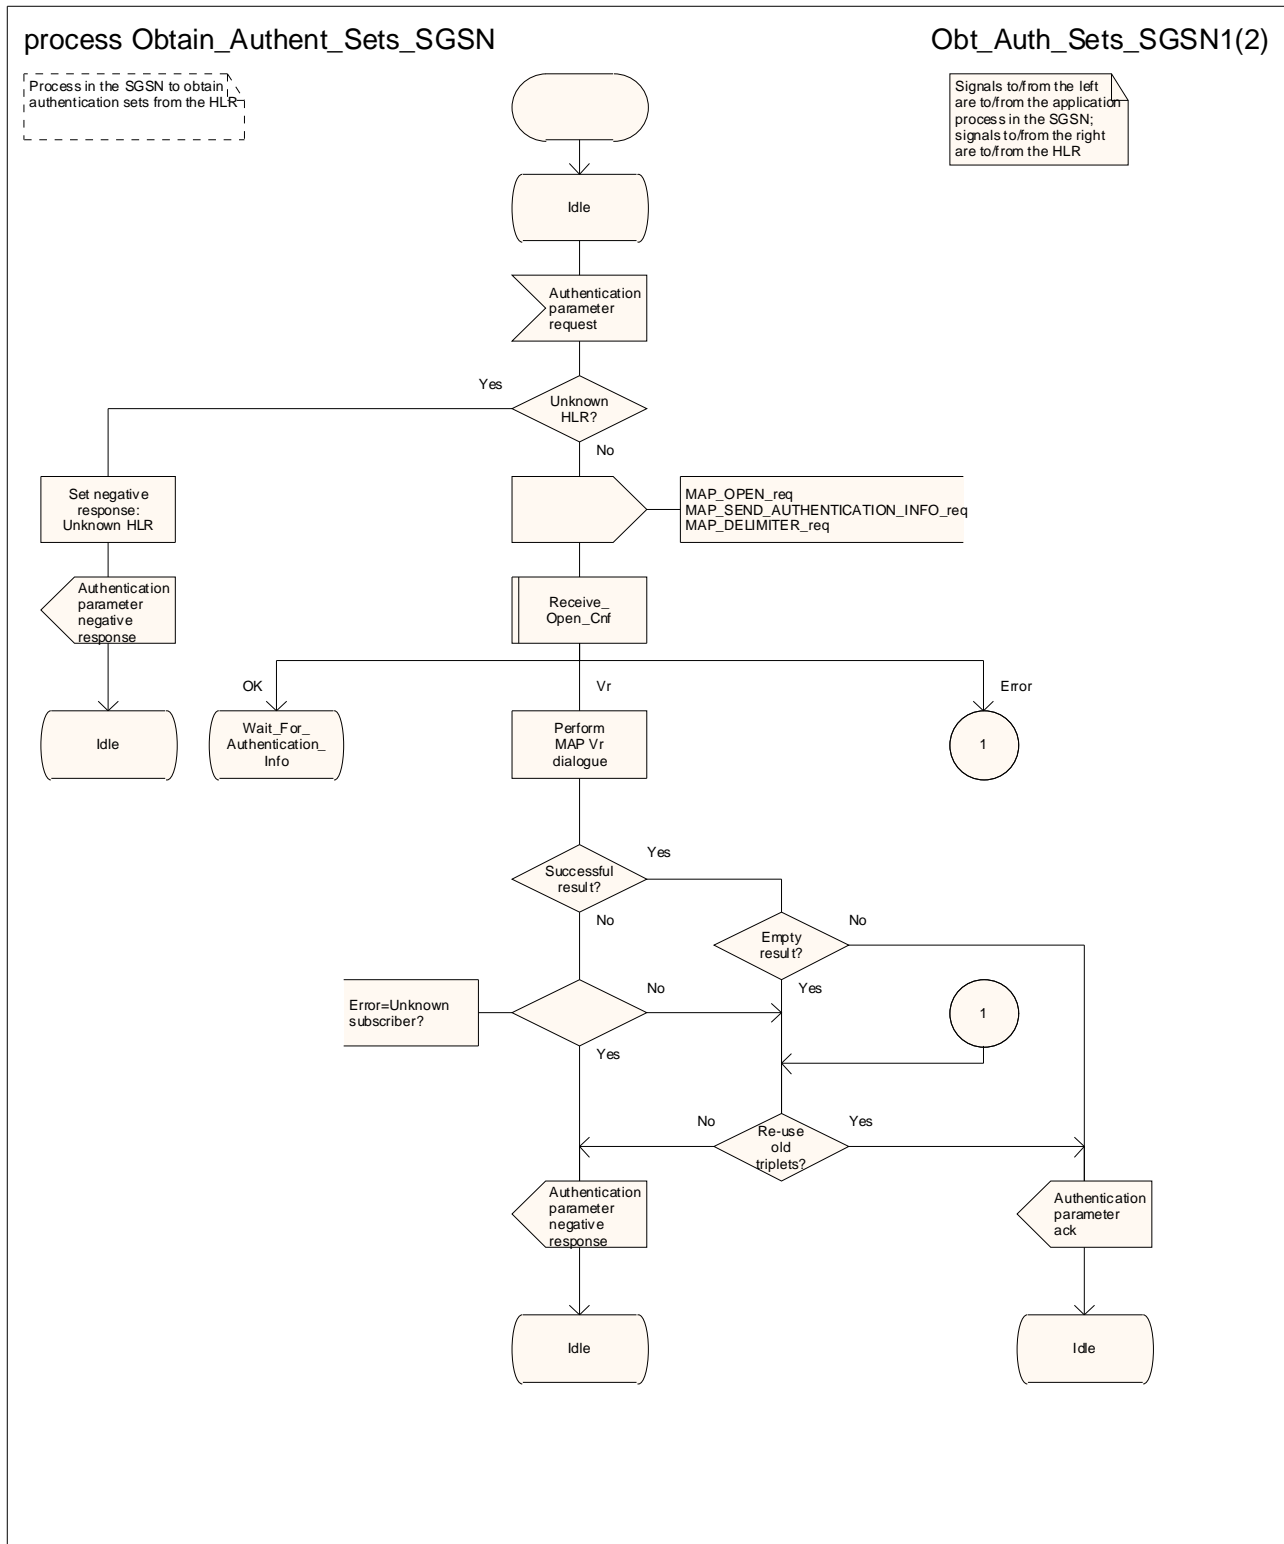 process Obtain_Authent_Sets_SGSN
Obt_Auth_Sets_SGSN1(2)
Process in the SGSN to obtain
authentication sets from the HLR
Signals to/from the left
are to/from the application
process in the SGSN;
signals to/from the right
are to/from the HLR
Idle
Authentication
parameter
request
Yes
Unknown
HLR?
No
Set negative
response:
Unknown HLR
MAP_OPEN_req
MAP_SEND_AUTHENTICATION_INFO_req
MAP_DELIMITER_req
Authentication
parameter
negative
response
Receive_
Open_Cnf
OK
Vr
Error
Idle
Wait_For_
Authentication_
Info
Perform
MAP Vr
dialogue
1
Successful
result?
Yes
No
Empty
result?
No
Yes
Error=Unknown
subscriber?
No
Yes
1
No
Re-use
old
triplets?
Yes
Authentication
parameter
negative
response
Authentication
parameter
ack
Idle
Idle